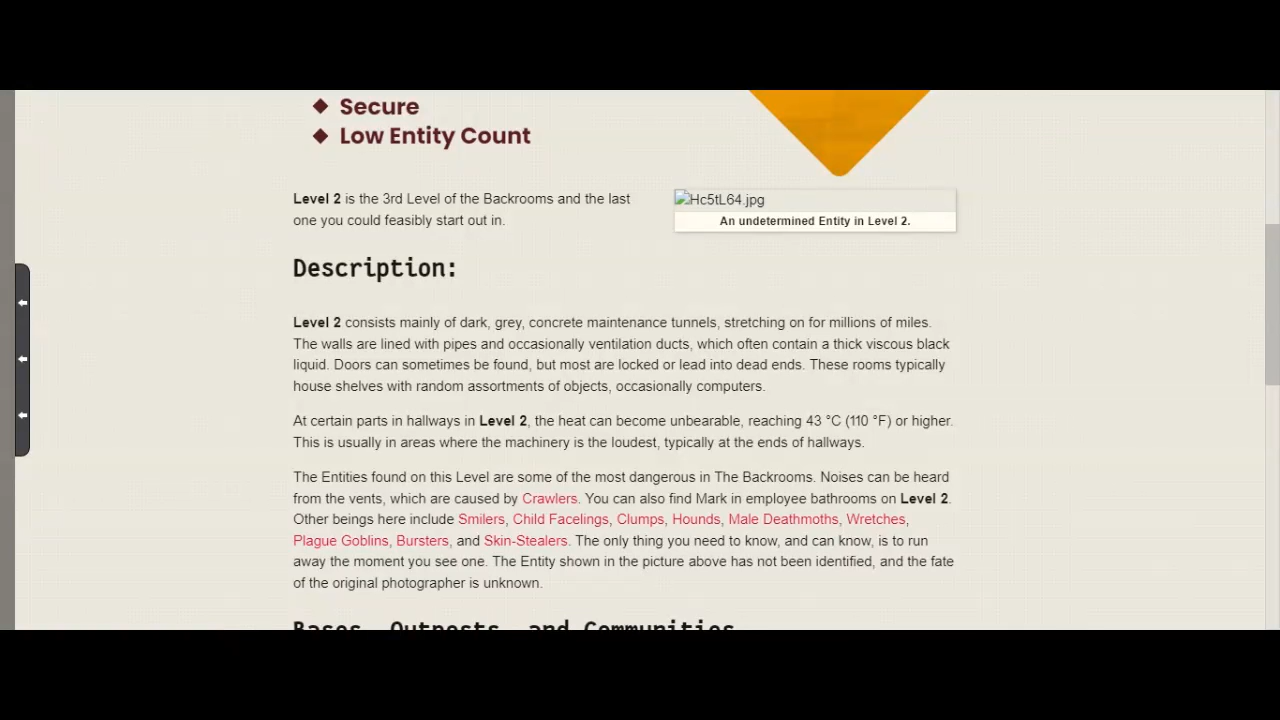 Secure
Low Entity Count
Level 2 is the 3rd Level of the Backrooms and the last
one you could feasibly start out in.
Hc5tL64.jpg
An undetermined Entity in Level 2.
Description:
Level 2 consists mainly of dark, grey, concrete maintenance tunnels, stretching on for millions of miles.
The walls are lined with pipes and occasionally ventilation ducts, which often contain a thick viscous black
liquid. Doors can sometimes be found, but most are locked or lead into dead ends. These rooms typically
house shelves with random assortments of objects, occasionally computers.
At certain parts in hallways in Level 2, the heat can become unbearable, reaching 43 °C (110 °F) or higher.
This is usually in areas where the machinery is the loudest, typically at the ends of hallways.
The Entities found on this Level are some of the most dangerous in The Backrooms. Noises can be heard
from the vents, which are caused by Crawlers. You can also find Mark in employee bathrooms on Level 2.
Other beings here include Smilers, Child Facelings, Clumps, Hounds, Male Deathmoths, Wretches,
Plague Goblins, Bursters, and Skin-Stealers. The only thing you need to know, and can know, is to run
away the moment you see one. The Entity shown in the picture above has not been identified, and the fate
of the original photographer is unknown.
Bases, Outposts, and Communities